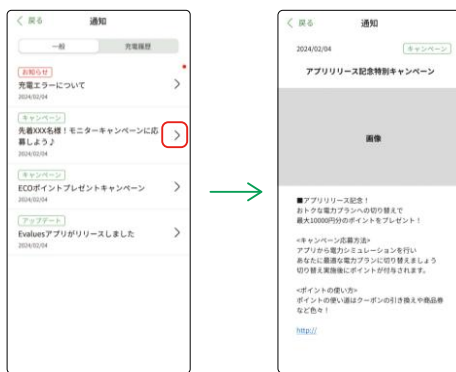 戻る
通知
一般
充電履歴
お知らせ
充電エラーについて
2024/02/04
キャンペーン
先着XXX名様！モニターキャンペーンに応
募しよう♪
2024/02/04
キャンペーン
ECOポイントプレゼントキャンペーン
2024/02/04
アップデート
Evaluesアプリがリリースしました
2024/02/04
戻る
通知
2024/02/04
キャンペーン
アプリリリース記念特別キャンペーン
画像
■アプリリリース記念！
おトクな電力プランへの切り替えで
最大10000円分のポイントをプレゼント！
<キャンペーン応募方法>
アプリから電力シミュレーションを行い
あなたに最適な電力プランに切り替えましょう
切り替え実施後にポイントが付与されます。
<ポイントの使い方>
ポイントの使い道はクーポンの引き換えや商品券
など色々！
http://